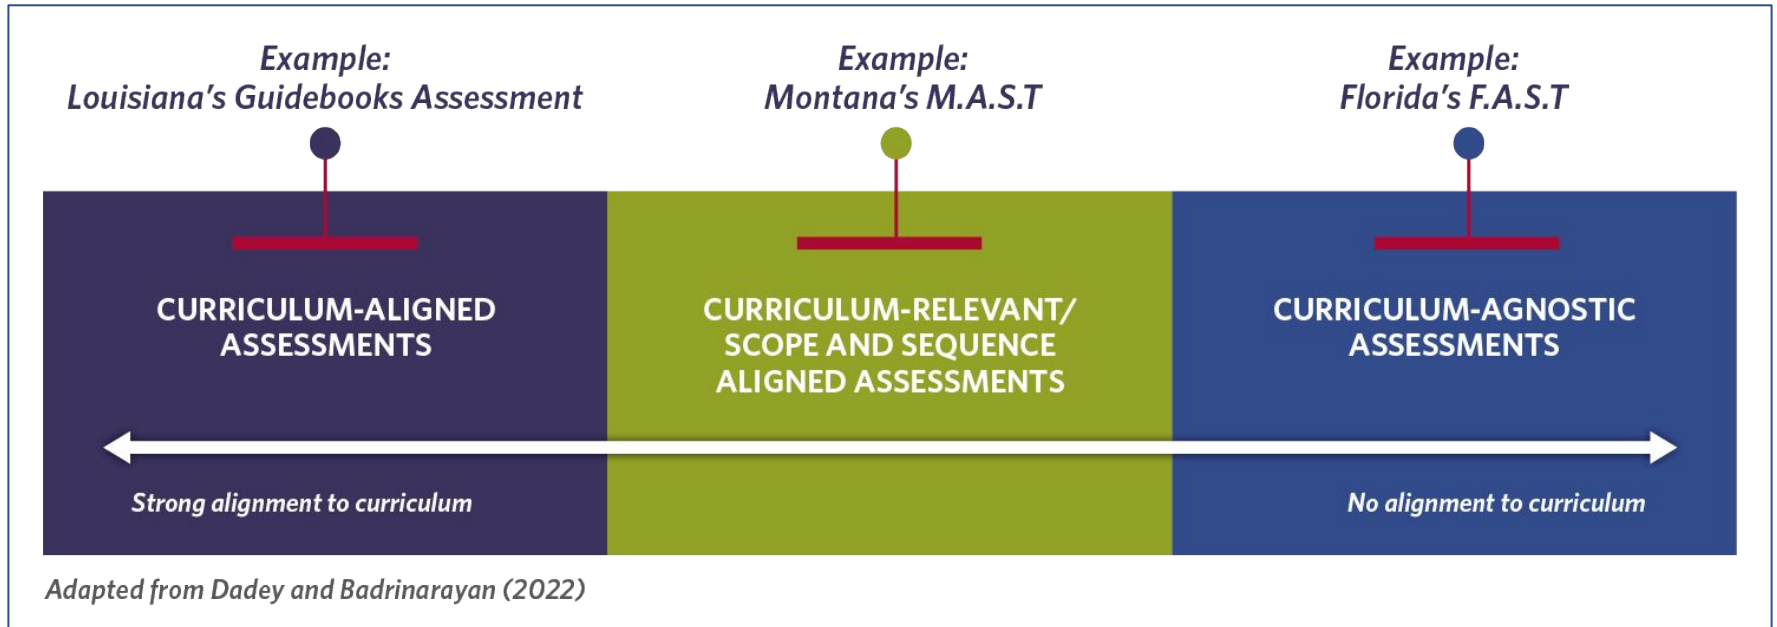 Example:
Louisiana's Guidebooks Assessment
Example:
Montana's M.A.S.T
Example:
Florida's F.A.S.T
CURRICULUM-ALIGNED
ASSESSMENTS
CURRICULUM-RELEVANT/
SCOPE AND SEQUENCE
ALIGNED ASSESSMENTS
CURRICULUM-AGNOSTIC
ASSESSMENTS
Strong alignment to curriculum
No alignment to curriculum
Adapted from Dadey and Badrinarayan (2022)